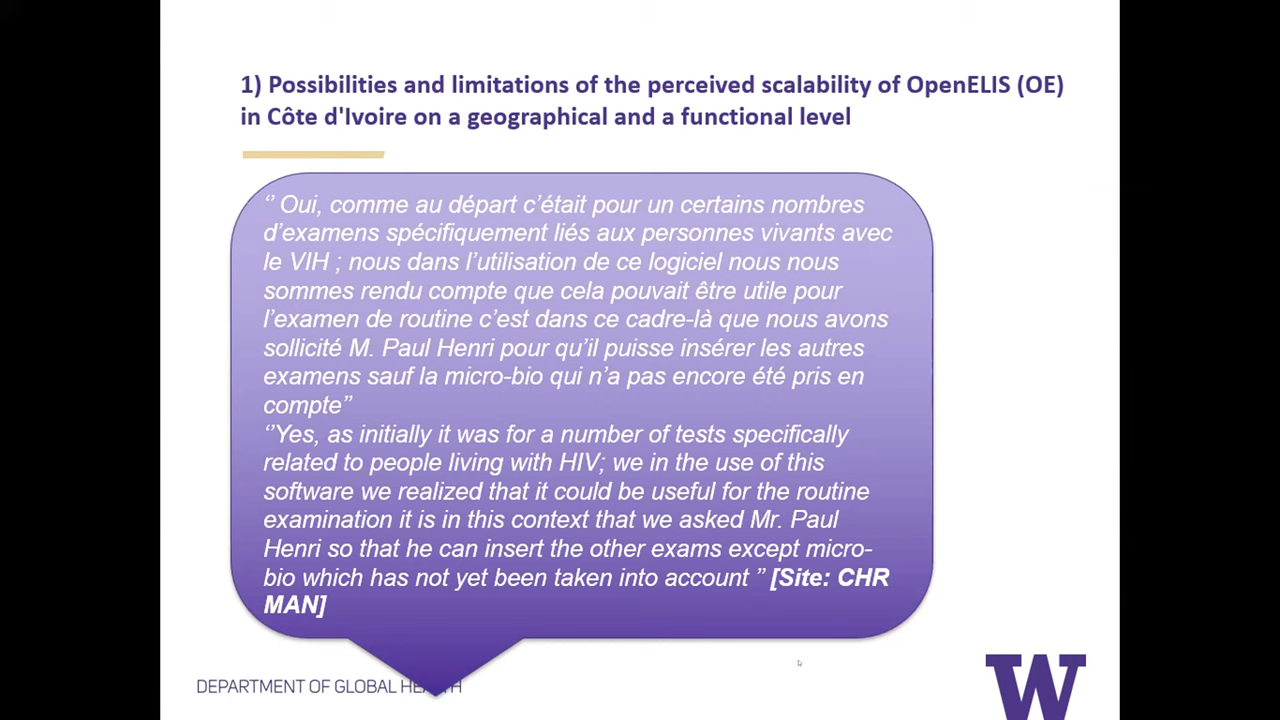 1) Possibilities and limitations of the perceived scalability of OpenELIS (OE)
in Côte d'Ivoire on a geographical and a functional level
‘’ Oui, comme au départ c’était pour un certains nombres
d’examens spécifiquement liés aux personnes vivants avec
le VIH ; nous dans l’utilisation de ce logiciel nous nous
sommes rendu compte que cela pouvait être utile pour
l’examen de routine c’est dans ce cadre-là que nous avons
sollicité M. Paul Henri pour qu’il puisse insérer les autres
examens sauf la micro-bio qui n’a pas encore été pris en
compte’’
‘’Yes, as initially it was for a number of tests specifically
related to people living with HIV; we in the use of this
software we realized that it could be useful for the routine
examination it is in this context that we asked Mr. Paul
Henri so that he can insert the other exams except micro-
bio which has not yet been taken into account ’’ [Site: CHR
MAN]
DEPARTMENT OF GLOBAL HEALTH
W